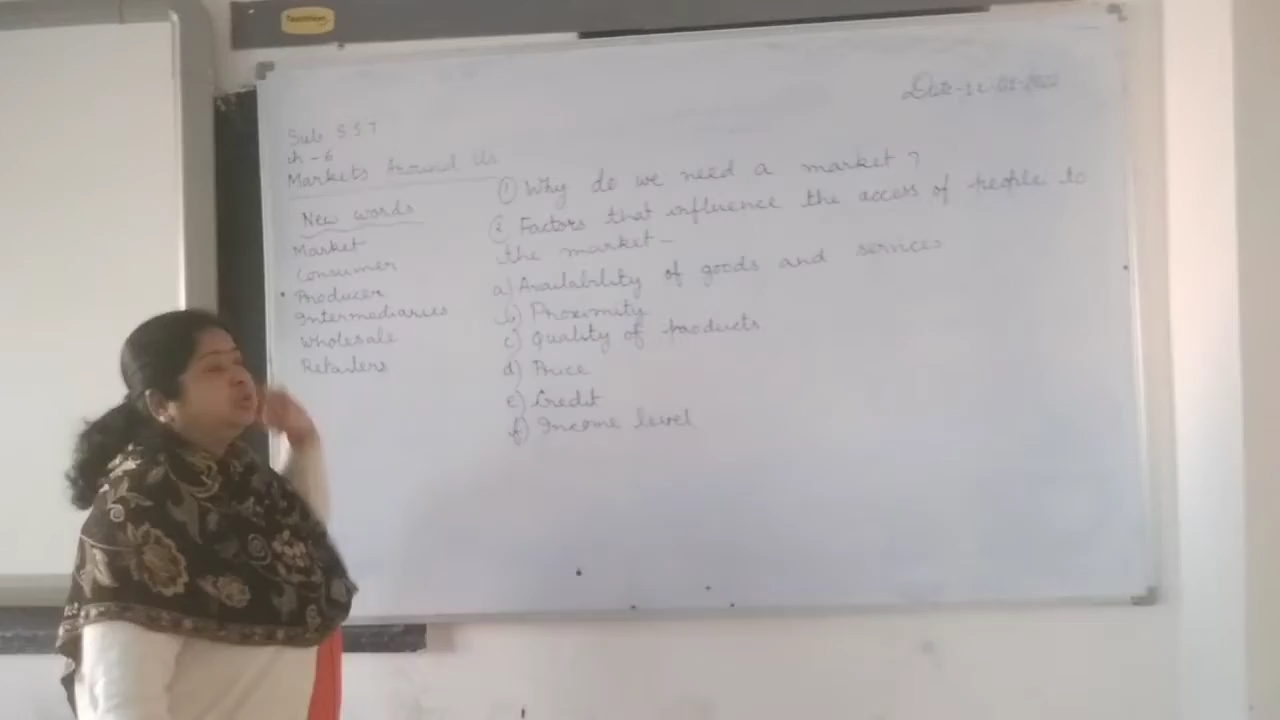 Date-12-01-2022
Sub SST
Ch-6
Markets Around Us
New words
Market
Consumer
Producer
Intermediaries
Wholesale
Retailers
① Why do we need a market?
② Factors that influence the access of people to
the market-
a) Availability of goods and services
b) Proximity
c) Quality of products
d) Price
e) Credit
f) Income level